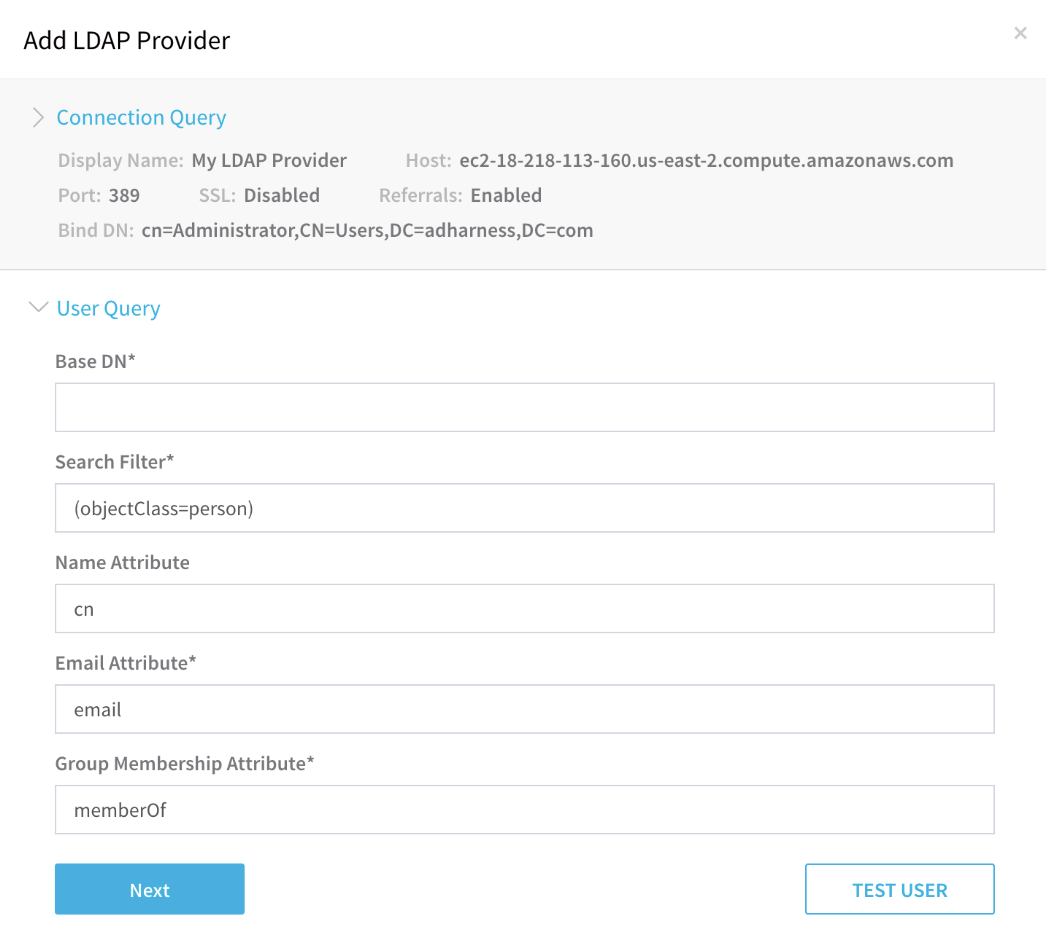 Add LDAP Provider
×
Connection Query
Display Name: My LDAP Provider Host: ec2-18-218-113-160.us-east-2.compute.amazonaws.com
Port: 389 SSL: Disabled Referrals: Enabled
Bind DN: cn=Administrator,CN=Users,DC=adharness,DC=com
User Query
Base DN*
Search Filter*
(objectClass=person)
Name Attribute
cn
Email Attribute*
email
Group Membership Attribute*
memberOf
Next TEST USER